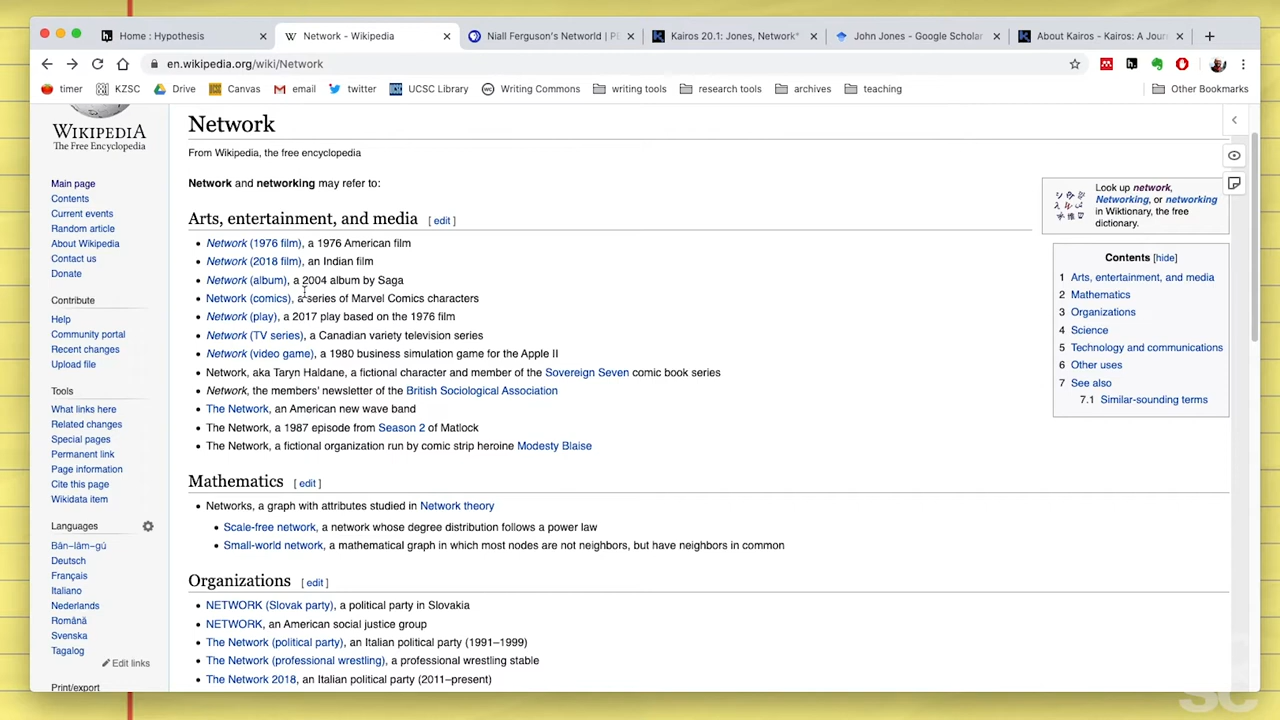 Home : Hypothesis
Network - Wikipedia
Niall Ferguson's Networld | P
Kairos 20.1: Jones, Network
John Jones - Google Scholar
About Kairos - Kairos: A Jour
en.wikipedia.org/wiki/Network
timer
KZSC
Drive
Canvas
email
twitter
UCSC Library
Writing Commons
writing tools
research tools
archives
teaching
Other Bookmarks
WIKIPEDIA
The Free Encyclopedia
Main page
Contents
Current events
Random article
About Wikipedia
Contact us
Donate
Contribute
Help
Community portal
Recent changes
Upload file
Tools
What links here
Related changes
Special pages
Permanent link
Page information
Cite this page
Wikidata item
Languages
Bân-lâm-gú
Deutsch
Français
Italiano
Nederlands
Română
Svenska
Tagalog
Edit links
Print/export
Network
From Wikipedia, the free encyclopedia
Network and networking may refer to:
Arts, entertainment, and media [ edit ]
Network (1976 film), a 1976 American film
Network (2018 film), an Indian film
Network (album), a 2004 album by Saga
Network (comics), a series of Marvel Comics characters
Network (play), a 2017 play based on the 1976 film
Network (TV series), a Canadian variety television series
Network (video game), a 1980 business simulation game for the Apple II
Network, aka Taryn Haldane, a fictional character and member of the Sovereign Seven comic book series
Network, the members' newsletter of the British Sociological Association
The Network, an American new wave band
The Network, a 1987 episode from Season 2 of Matlock
The Network, a fictional organization run by comic strip heroine Modesty Blaise
Mathematics [ edit ]
Networks, a graph with attributes studied in Network theory
Scale-free network, a network whose degree distribution follows a power law
Small-world network, a mathematical graph in which most nodes are not neighbors, but have neighbors in common
Organizations [ edit ]
NETWORK (Slovak party), a political party in Slovakia
NETWORK, an American social justice group
The Network (political party), an Italian political party (1991–1999)
The Network (professional wrestling), a professional wrestling stable
The Network 2018, an Italian political party (2011–present)
Look up network,
Networking, or networking
in Wiktionary, the free
dictionary.
Contents [hide]
1 Arts, entertainment, and media
2 Mathematics
3 Organizations
4 Science
5 Technology and communications
6 Other uses
7 See also
7.1 Similar-sounding terms
SC